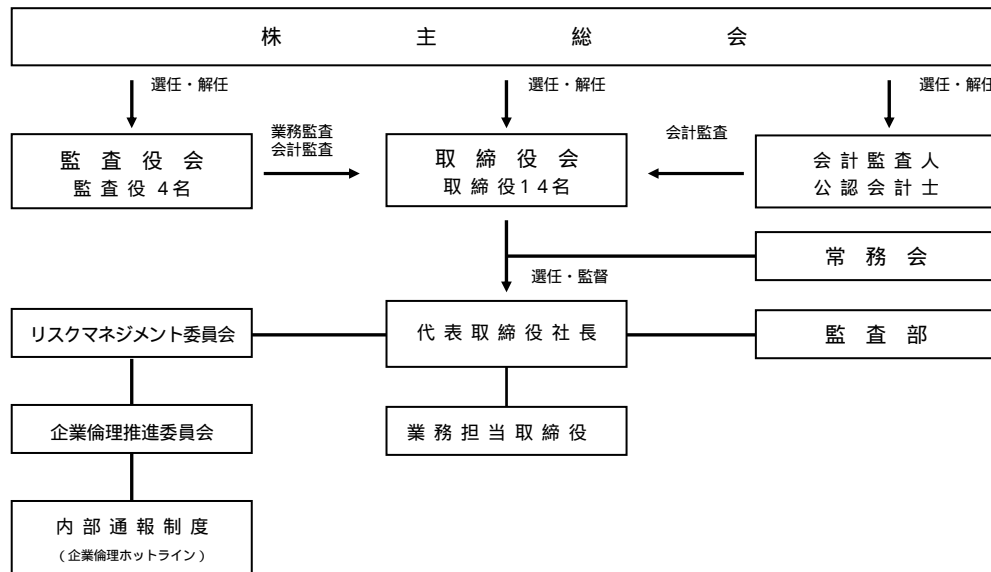 株主総会
選任・解任
選任・解任
選任・解任
監査役会
監査役 4名
業務監査
会計監査
取締役会
取締役14名
会計監査
会計監査人
公認会計士
常務会
選任・監督
リスクマネジメント委員会
代表取締役社長
監査部
企業倫理推進委員会
業務担当取締役
内部通報制度
(企業倫理ホットライン)